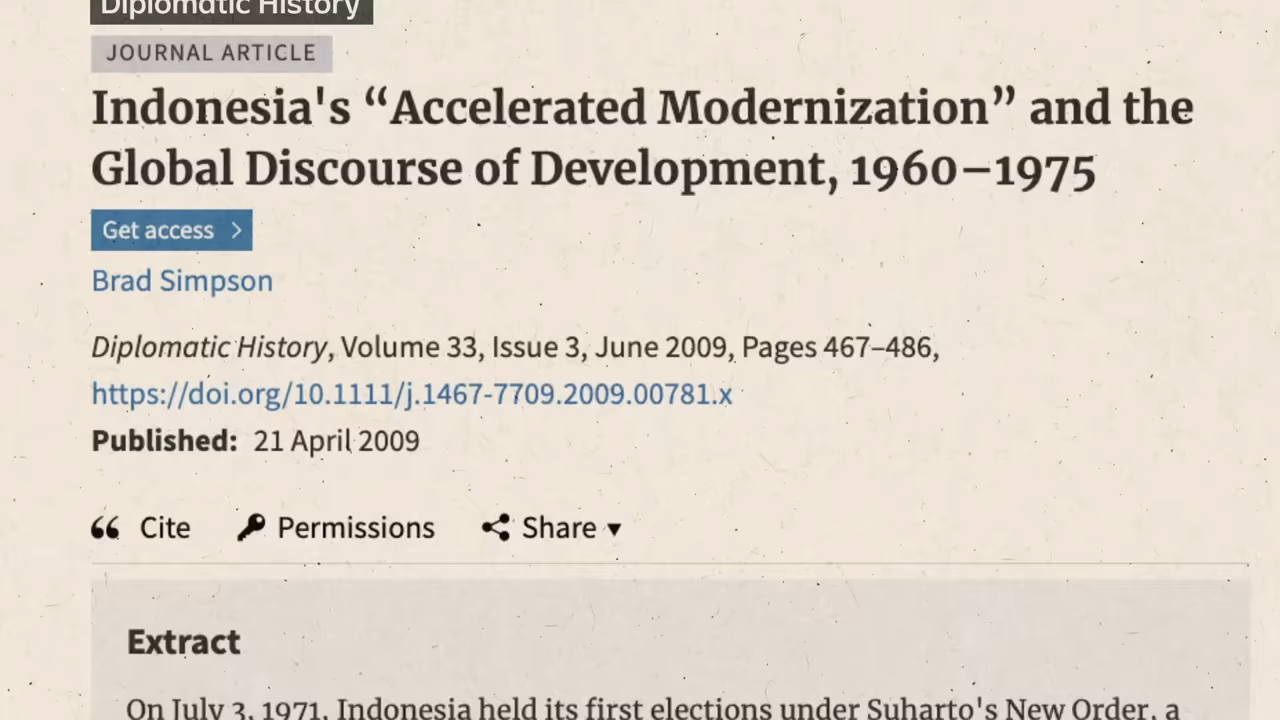 Diplomatic History
JOURNAL ARTICLE
Indonesia's “Accelerated Modernization” and the
Global Discourse of Development, 1960–1975
Get access >
Brad Simpson
Diplomatic History, Volume 33, Issue 3, June 2009, Pages 467–486,
https://doi.org/10.1111/j.1467-7709.2009.00781.x
Published: 21 April 2009
Cite Permissions Share ▼
Extract
On July 3, 1971, Indonesia held its first elections under Suharto's New Order, a